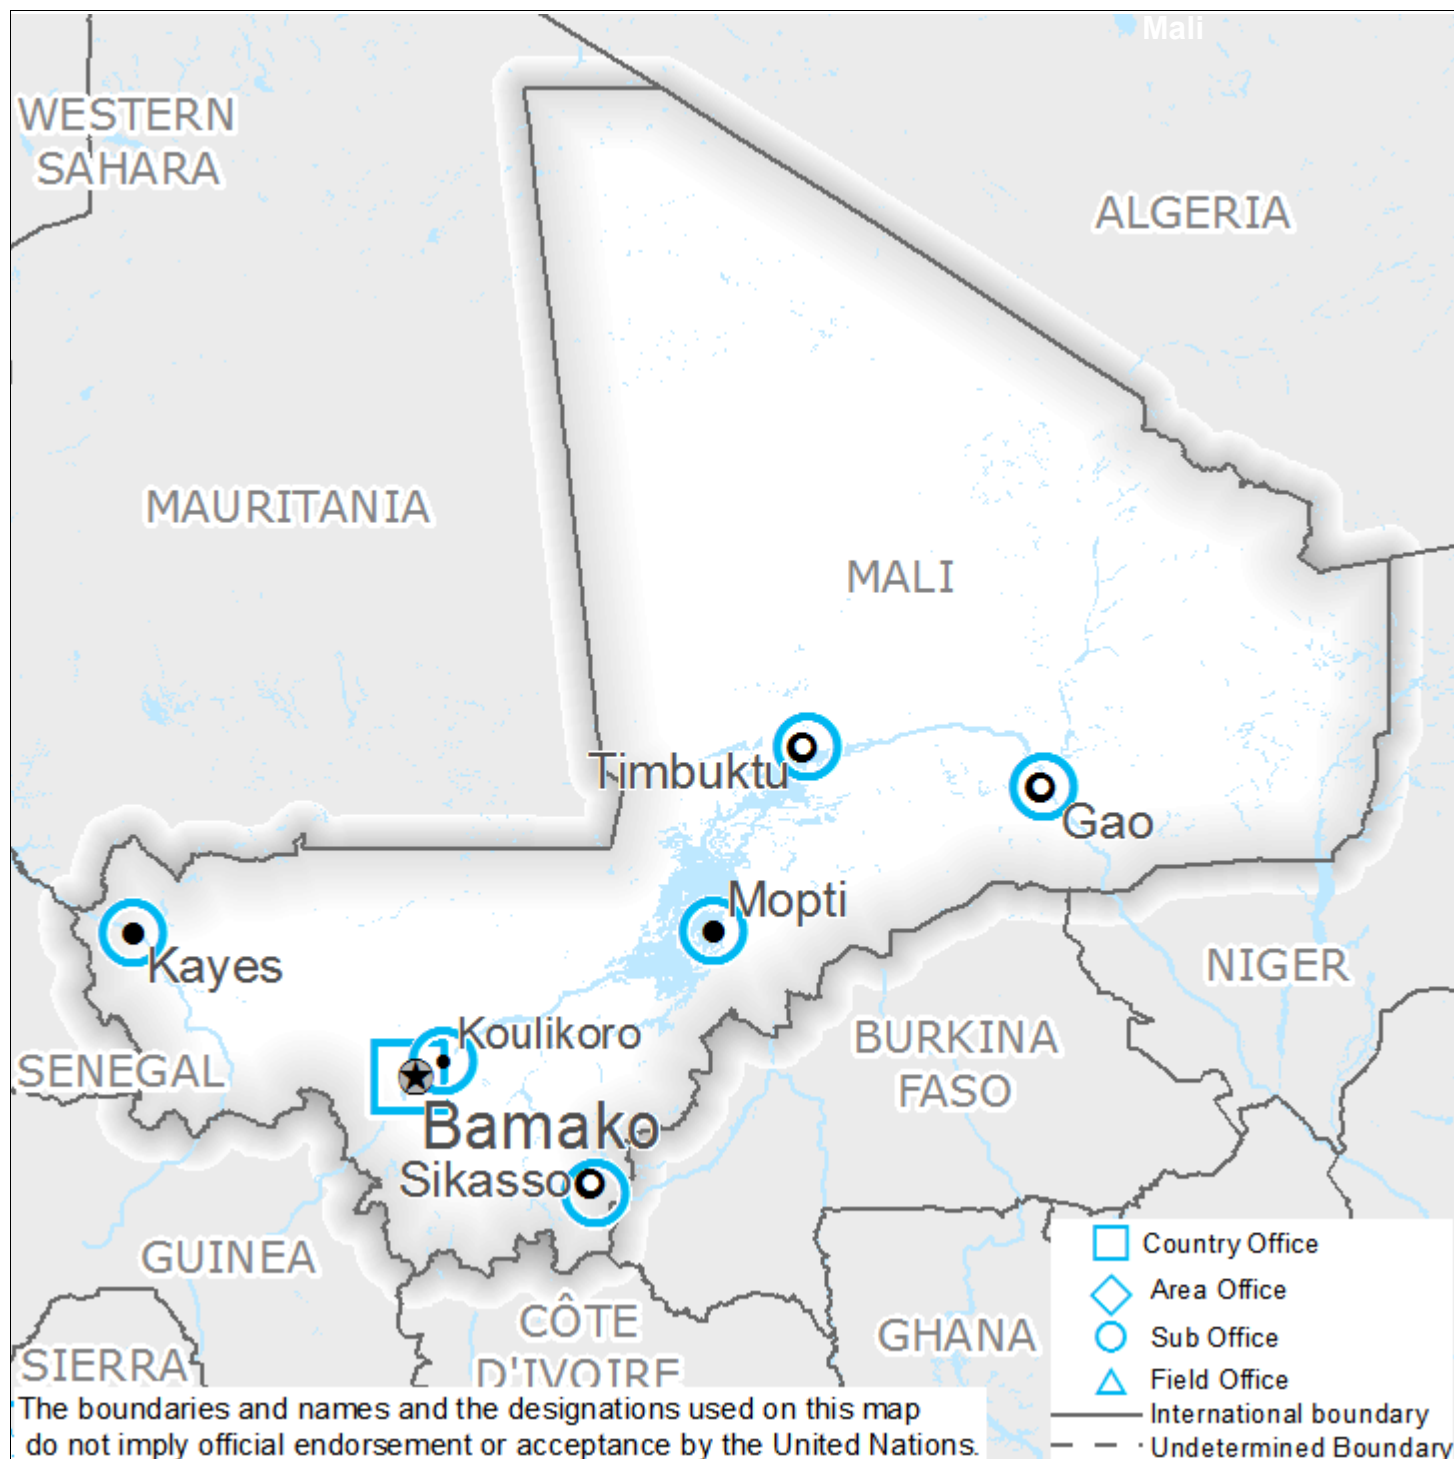 Mali
WESTERN
SAHARA
ALGERIA
MAURITANIA
MALI
Timbuktu
Gao
Mopti
Kayes
NIGER
Koulikoro
BURKINA
FASO
SENEGAL
Bamako
Sikasso
GUINEA
CÔTE
D'IVOIRE
GHANA
SIERRA
Country Office
Area Office
Sub Office
Field Office
International boundary
Undetermined Boundary
The boundaries and names and the designations used on this map
do not imply official endorsement or acceptance by the United Nations.